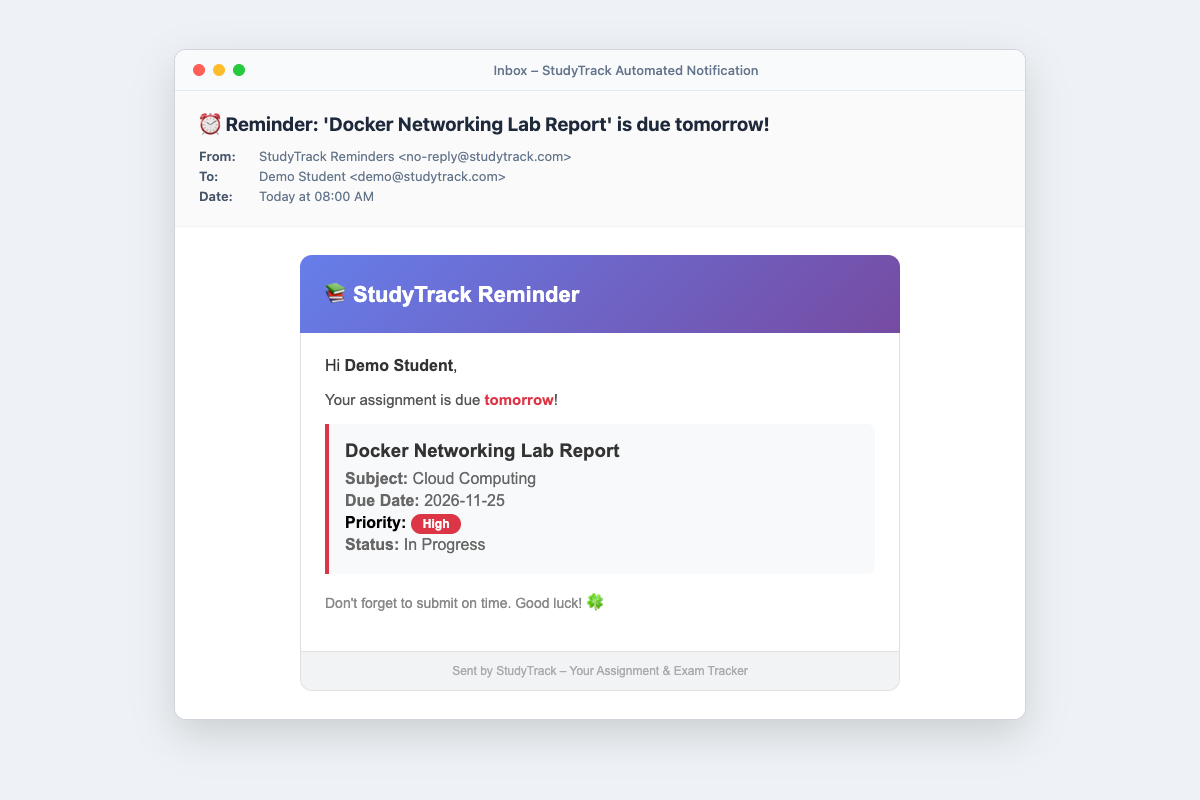 Inbox – StudyTrack Automated Notification
⏰ Reminder: 'Docker Networking Lab Report' is due tomorrow!
From: StudyTrack Reminders <no-reply@studytrack.com>
To: Demo Student <demo@studytrack.com>
Date: Today at 08:00 AM
📚 StudyTrack Reminder
Hi Demo Student,
Your assignment is due tomorrow!
Docker Networking Lab Report
Subject: Cloud Computing
Due Date: 2026-11-25
Priority: High
Status: In Progress
Don't forget to submit on time. Good luck! 🍀
Sent by StudyTrack – Your Assignment & Exam Tracker